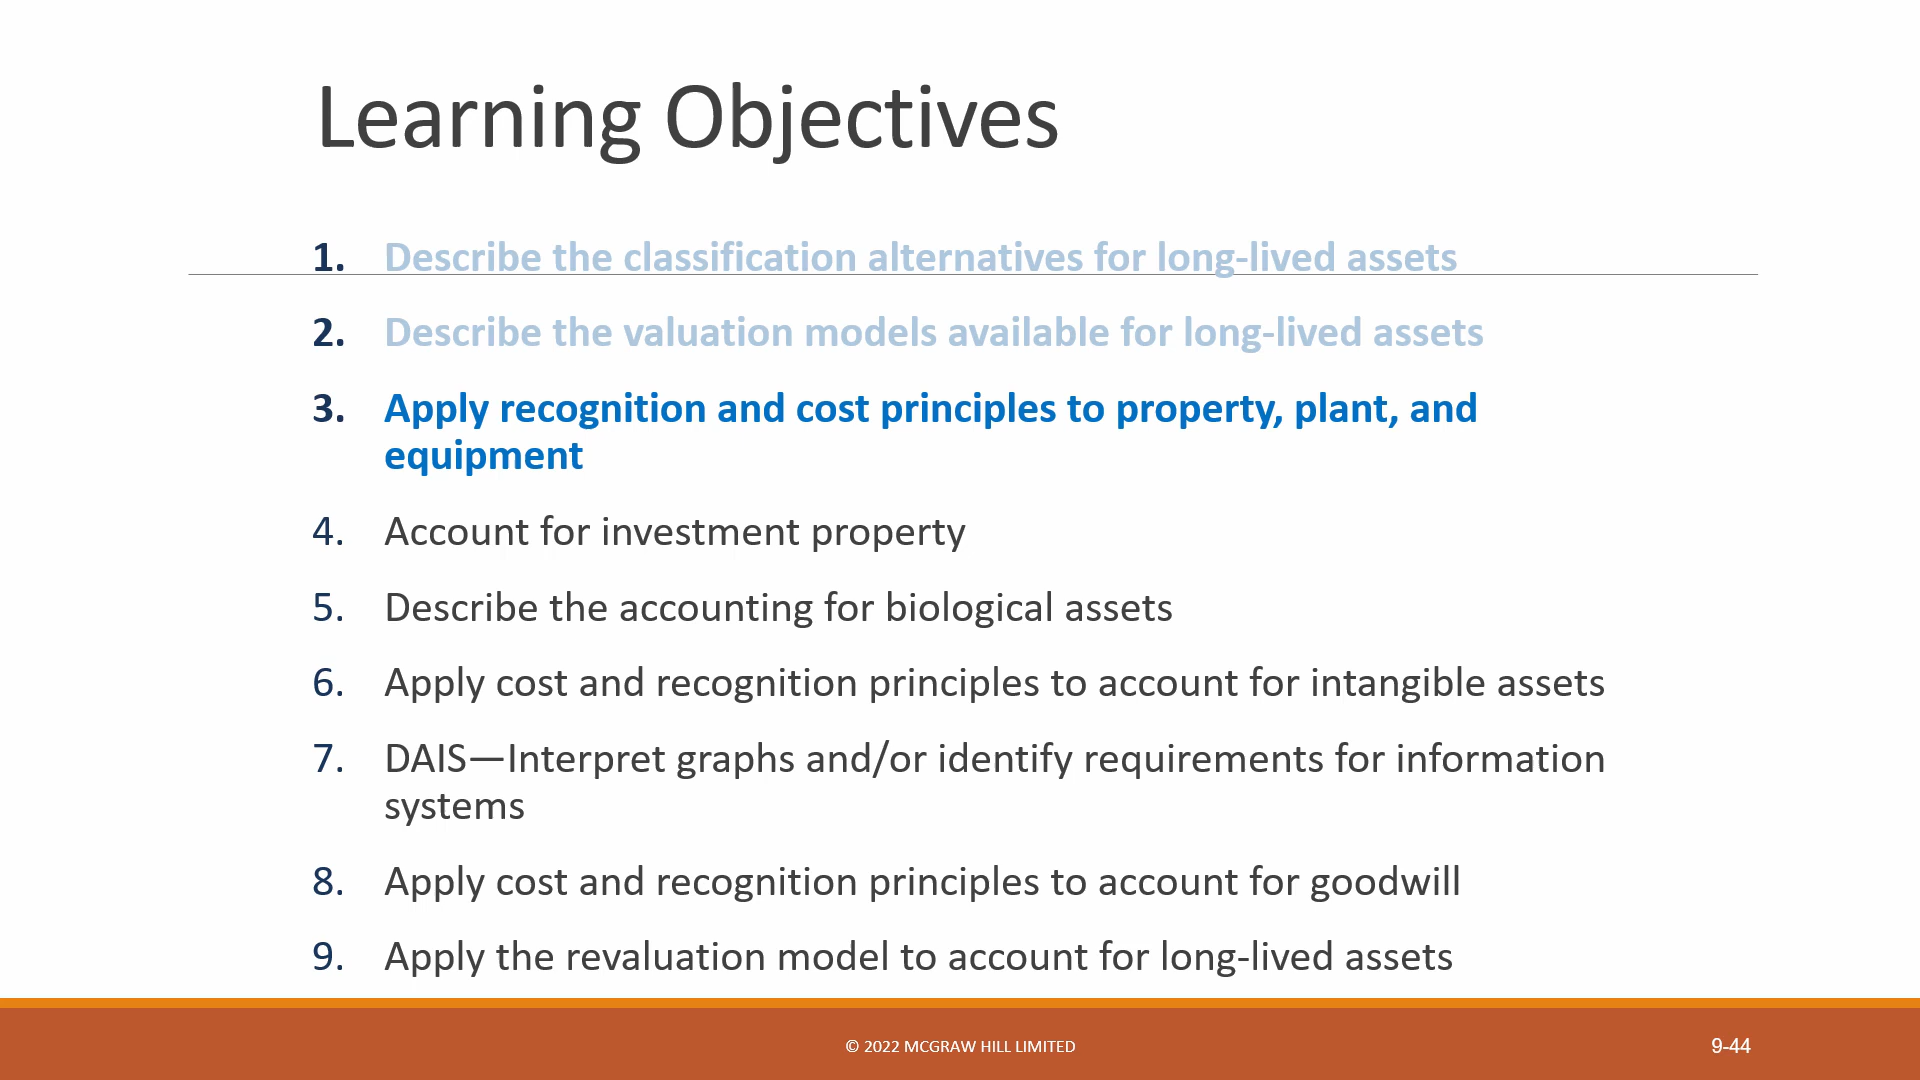 Learning Objectives
1. Describe the classification alternatives for long-lived assets
2. Describe the valuation models available for long-lived assets
3. Apply recognition and cost principles to property, plant, and
equipment
4. Account for investment property
5. Describe the accounting for biological assets
6. Apply cost and recognition principles to account for intangible assets
7. DAIS—Interpret graphs and/or identify requirements for information
systems
8. Apply cost and recognition principles to account for goodwill
9. Apply the revaluation model to account for long-lived assets
© 2022 MCGRAW HILL LIMITED
9-44